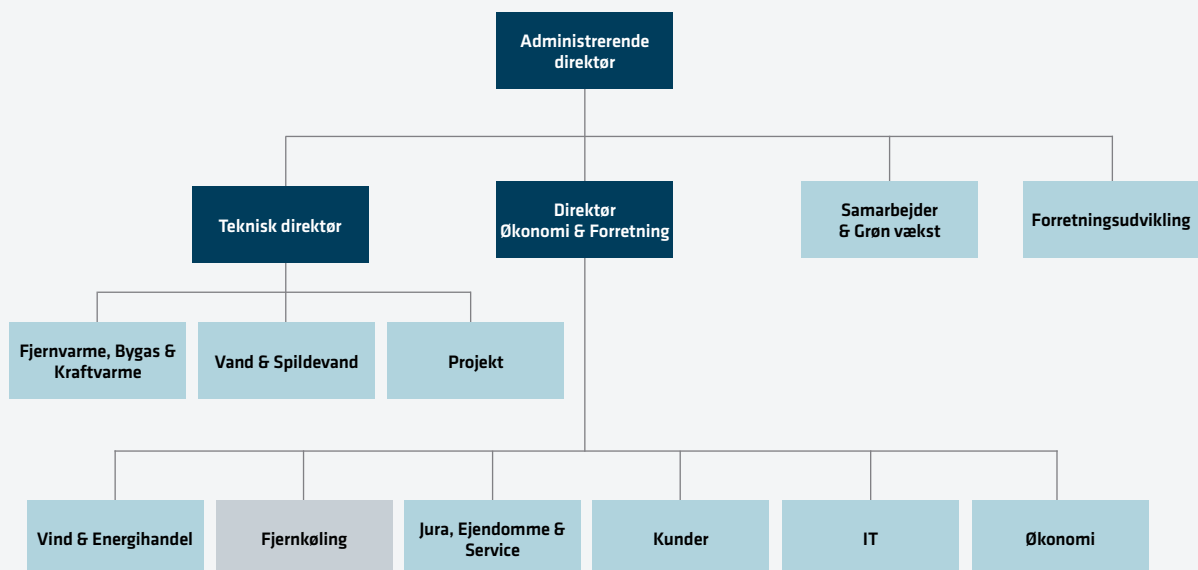 Administrerende
direktør
Teknisk direktør
Direktør
Økonomi & Forretning
Samarbejder
& Grøn vækst
Forretningsudvikling
Fjernvarme, Bygas &
Kraftvarme
Vand & Spildevand
Projekt
Vind & Energihandel
Fjernkøling
Jura, Ejendomme &
Service
Kunder
IT
Økonomi